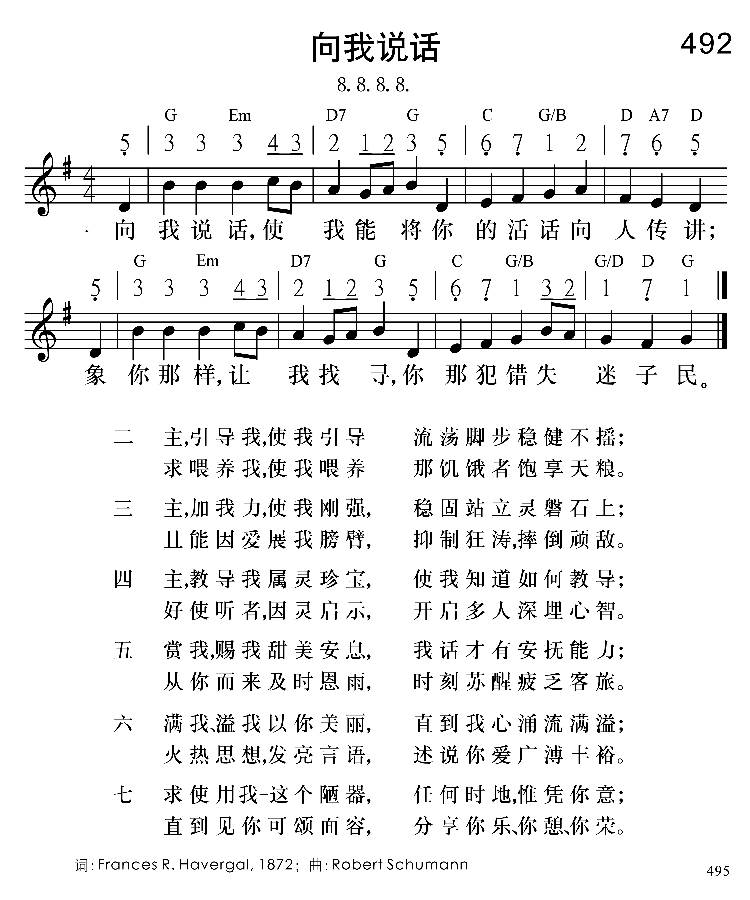 向我说话
492
8. 8. 8. 8.
G Em D7 G C G/B D A7 D
5 | 3 3 3 4 3 | 2 1 2 3 5 | 6 7 1 2 | 7 6 5
4 4
向 我 说 话,使 我 能 将 你 的 活 话 向 人 传 讲;
G Em D7 G C G/B G/D D G
5 | 3 3 3 4 3 | 2 1 2 3 5 | 6 7 1 3 2 | 1 7 1
象 你 那 样,让 我 找 寻,你 那 犯 错 失 迷 子 民。
二 主,引导我,使我引导 流荡脚步稳健不摇;
求喂养我,使我喂养 那饥饿者饱享天粮。
三 主,加我力,使我刚强, 稳固站立灵磐石上;
且能因爱展我膀臂, 抑制狂涛,摔倒顽敌。
四 主,教导我属灵珍宝, 使我知道如何教导;
好使听者,因灵启示, 开启多人深埋心智。
五 赏我,赐我甜美安息, 我话才有安抚能力;
从你而来及时恩雨, 时刻苏醒疲乏客旅。
六 满我、溢我以你美丽, 直到我心涌流满溢;
火热思想,发亮言语, 述说你爱广溥丰裕。
七 求使用我–这个陋器, 任何时地,惟凭你意;
直到见你可颂面容, 分享你乐、你憩、你荣。
词: Frances R. Havergal, 1872; 曲: Robert Schumann
495